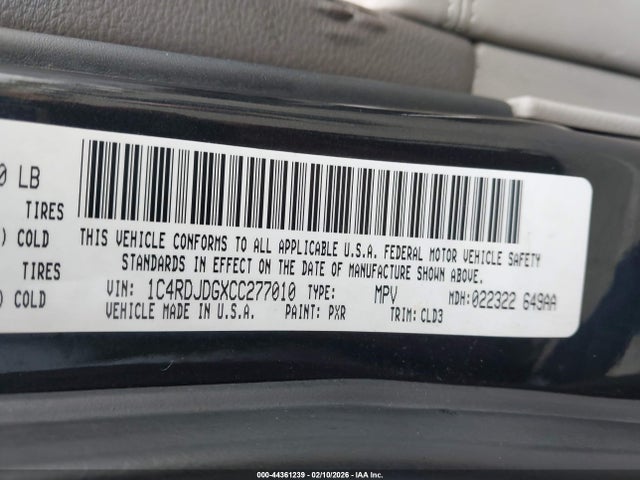 0 LB
TIRES
) COLD
TIRES
) COLD
THIS VEHICLE CONFORMS TO ALL APPLICABLE U.S.A. FEDERAL MOTOR VEHICLE SAFETY
STANDARDS IN EFFECT ON THE DATE OF MANUFACTURE SHOWN ABOVE.
VIN: 1C4RDJDGXCC277010 TYPE: MPV MDH:022322 649AA
VEHICLE MADE IN U.S.A. PAINT: PXR TRIM: CLD3
000-44361239 - 02/10/2026 - IAA Inc.